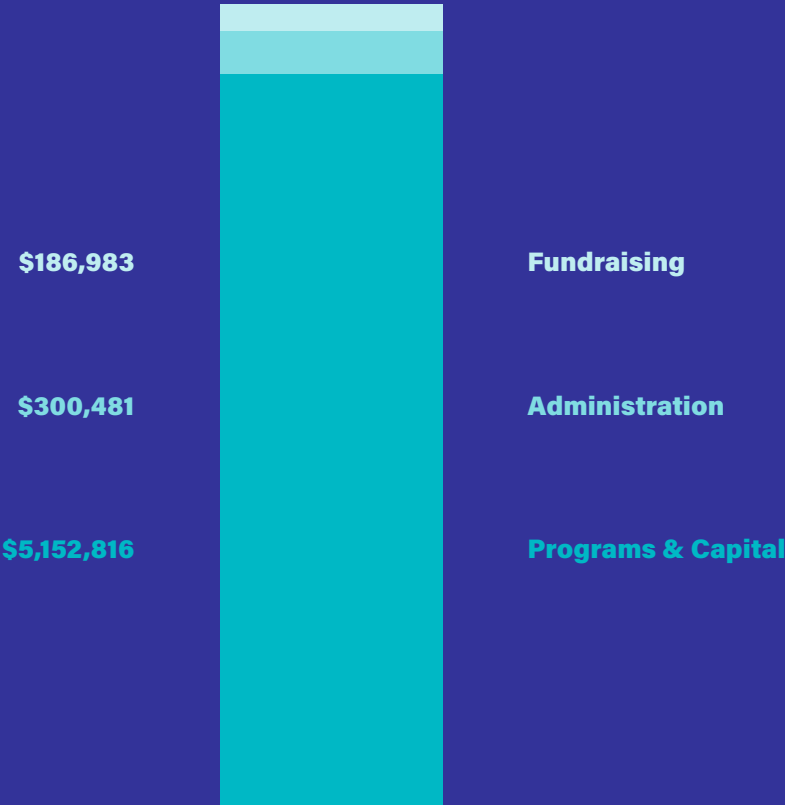 $186,983 Fundraising
$300,481 Administration
$5,152,816 Programs & Capital